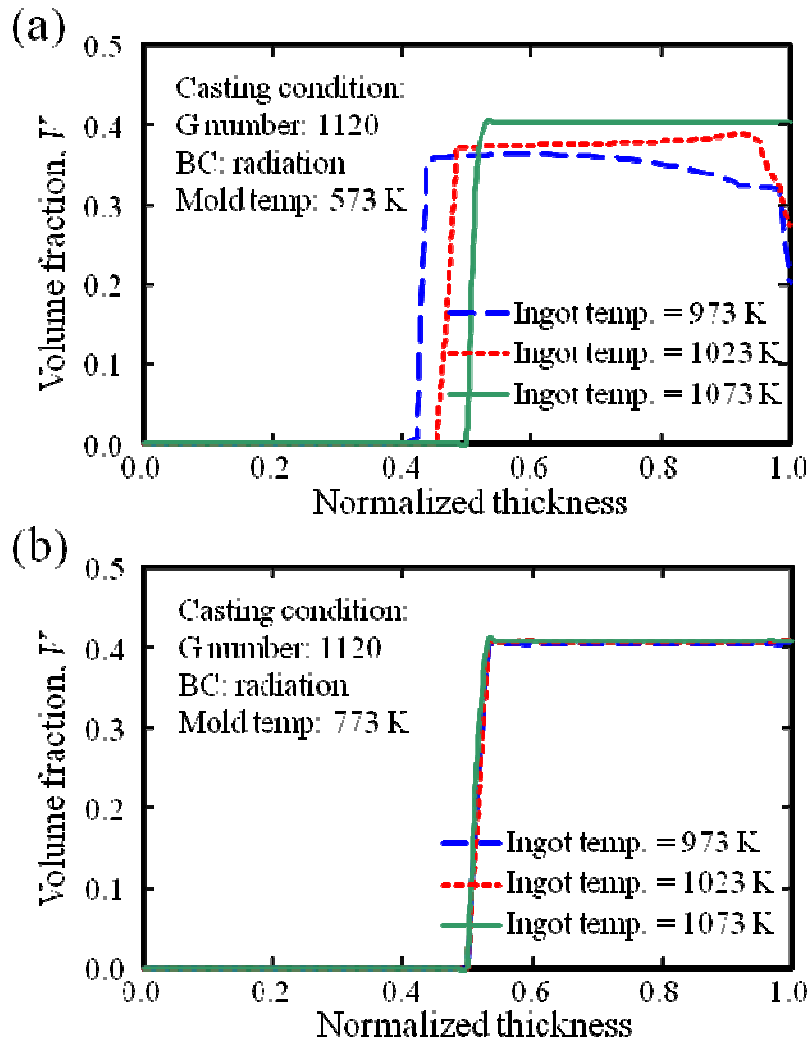 (a)
0.5
0.4
0.3
0.2
0.1
0.0
Volume fraction, V
Casting condition:
G number: 1120
BC: radiation
Mold temp: 573 K
Ingot temp. = 973 K
Ingot temp. = 1023 K
Ingot temp. = 1073 K
0.0 0.2 0.4 0.6 0.8 1.0
Normalized thickness
(b)
0.5
0.4
0.3
0.2
0.1
0.0
Volume fraction, V
Casting condition:
G number: 1120
BC: radiation
Mold temp: 773 K
Ingot temp. = 973 K
Ingot temp. = 1023 K
Ingot temp. = 1073 K
0.0 0.2 0.4 0.6 0.8 1.0
Normalized thickness